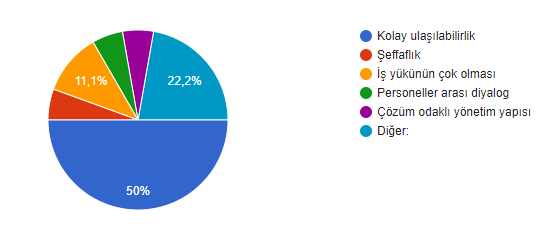 11,1%
22,2%
50%
Kolay ulaşılabilirlik
Şeffaflık
İş yükünün çok olması
Personeller arası diyalog
Çözüm odaklı yönetim yapısı
Diğer: